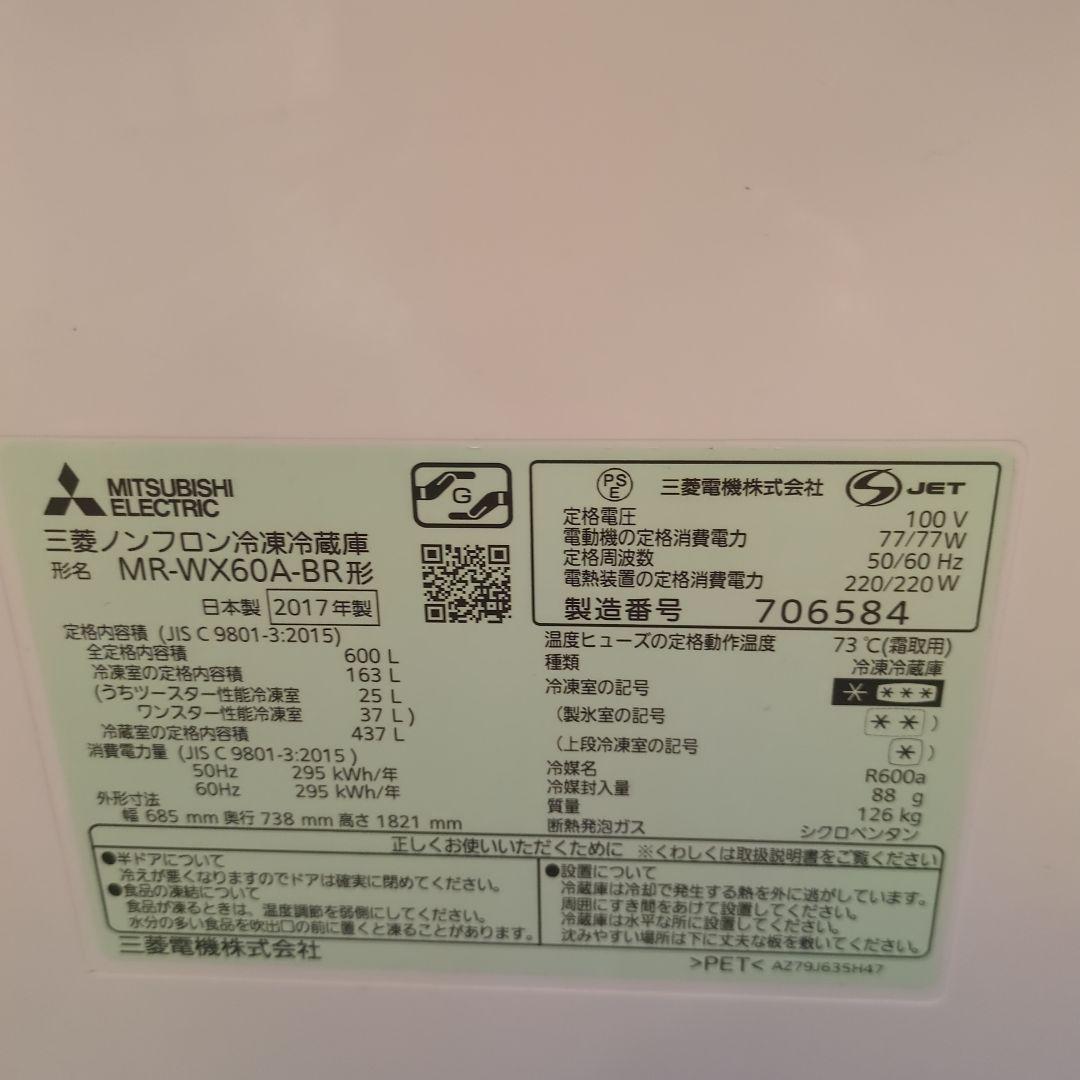 MITSUBISHI
ELECTRIC
G
三菱ノンフロン冷凍冷蔵庫
形名 MR-WX60A-BR形
日本製 2017年製
定格内容積 (JIS C 9801-3:2015)
全定格内容積 600 L
冷凍室の定格内容積 163 L
(うちツースター性能冷凍室 25 L
ワンスター性能冷凍室 37 L)
冷蔵室の定格内容積 437 L
消費電力量 (JIS C 9801-3:2015)
50Hz 295 kWh/年
60Hz 295 kWh/年
外形寸法
幅 685 mm 奥行 738 mm 高さ 1821 mm
PS
E
三菱電機株式会社 JET
定格電圧 100 V
電動機の定格消費電力 77/77W
定格周波数 50/60 Hz
電熱装置の定格消費電力 220/220W
製造番号 706584
温度ヒューズの定格動作温度 73℃(霜取用)
種類 冷凍冷蔵庫
冷凍室の記号 * ***
(製氷室の記号 ** )
(上段冷凍室の記号 * )
冷媒名 R600a
冷媒封入量 88 g
質量 126 kg
断熱発泡ガス シクロペンタン
正しくお使いいただくために ※くわしくは取扱説明書をご覧ください
●半ドアについて
冷えが悪くなりますのでドアは確実に閉めてください。
●食品の凍結について
食品が凍るときは、温度調節を弱側にしてください。
水分の多い食品を吹出口の前に置くと凍ることがあります。
●設置について
冷蔵庫は冷却で発生する熱を外に逃がしています。
周囲にすき間をあけて設置してください。
冷蔵庫は水平な所に設置してください。
沈みやすい場所は下に丈夫な板を敷いてください。
三菱電機株式会社
>PET< AZ79J635H47